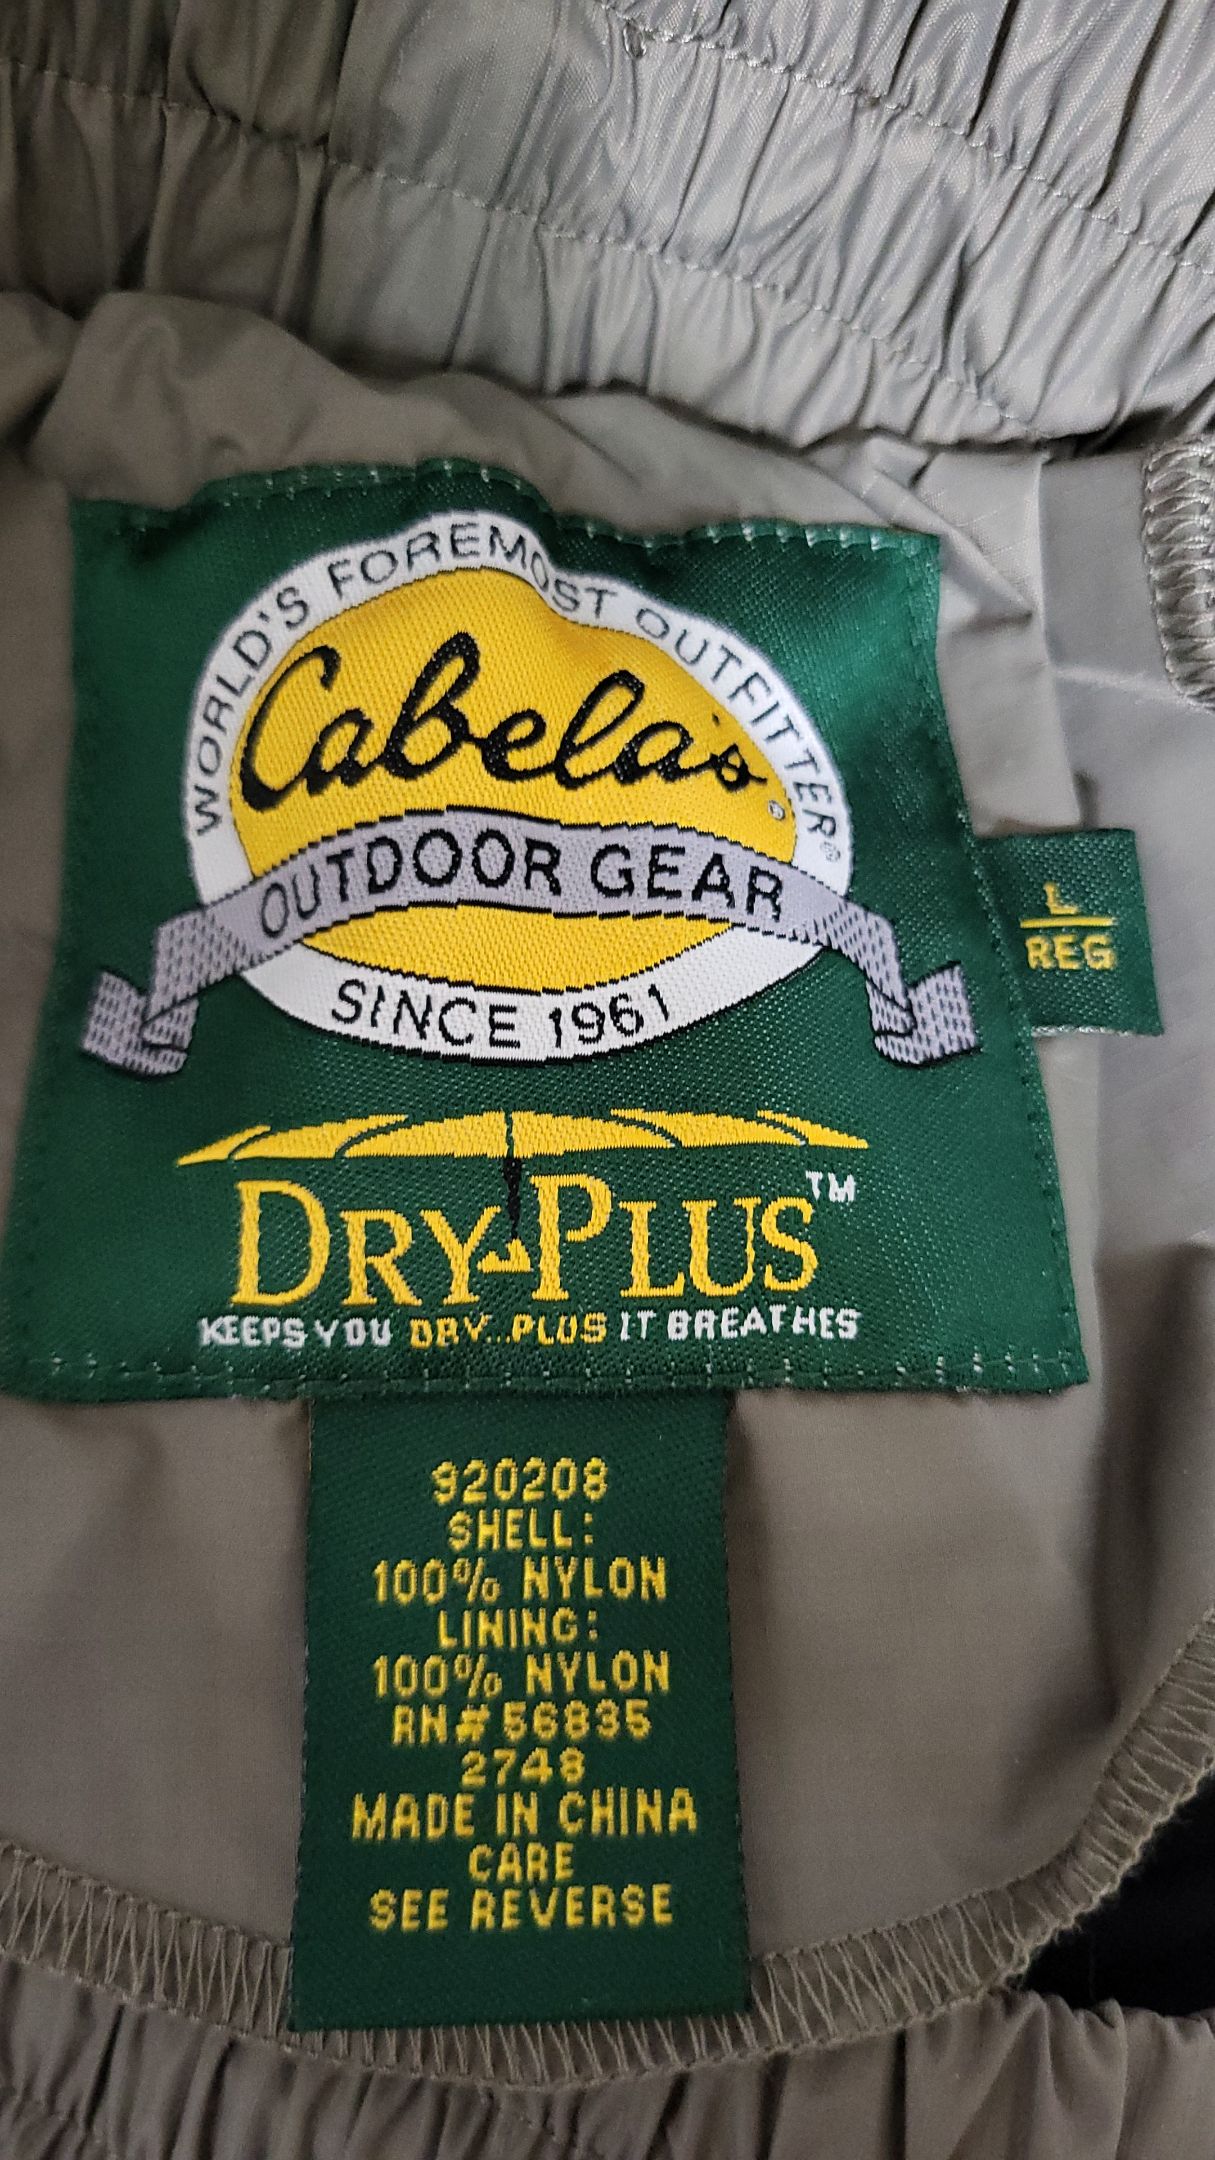 WORLD'S FOREMOST OUTFITTER®
Cabela's®
OUTDOOR GEAR
SINCE 1961
L
REG
DRY-PLUS™
KEEPS YOU DRY...PLUS IT BREATHES
920208
SHELL:
100% NYLON
LINING:
100% NYLON
RN# 56835
2748
MADE IN CHINA
CARE
SEE REVERSE